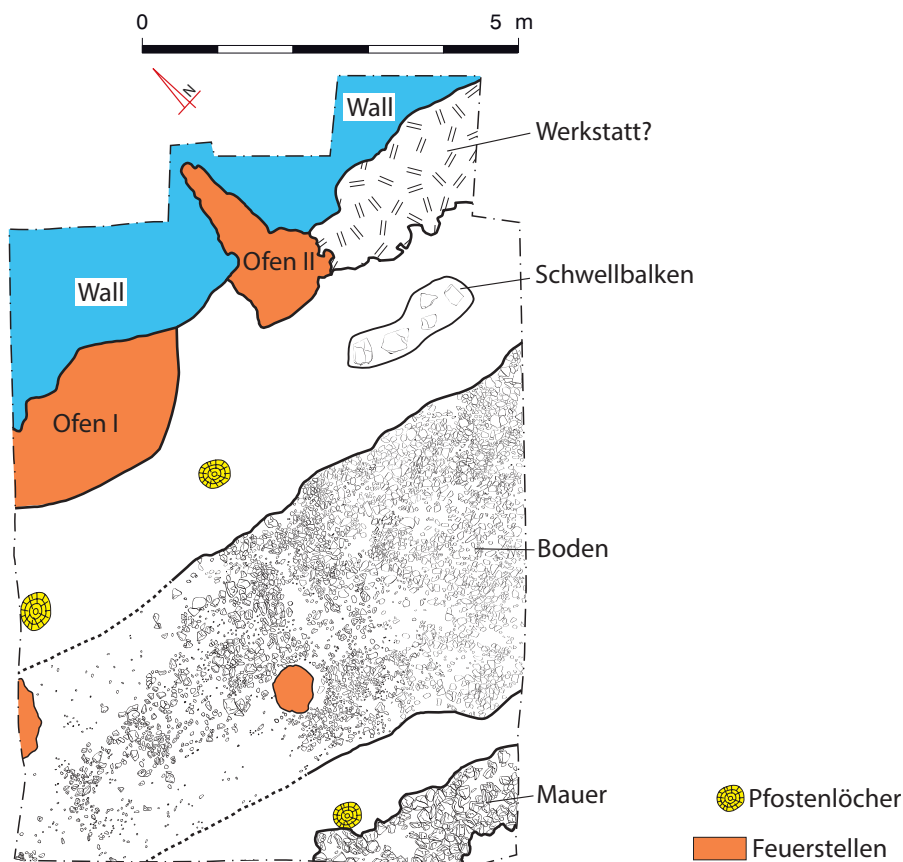 0 5 m
N
Wall
Werkstatt?
Ofen II
Schwellbalken
Wall
Ofen I
Boden
Mauer
Pfostenlöcher
Feuerstellen